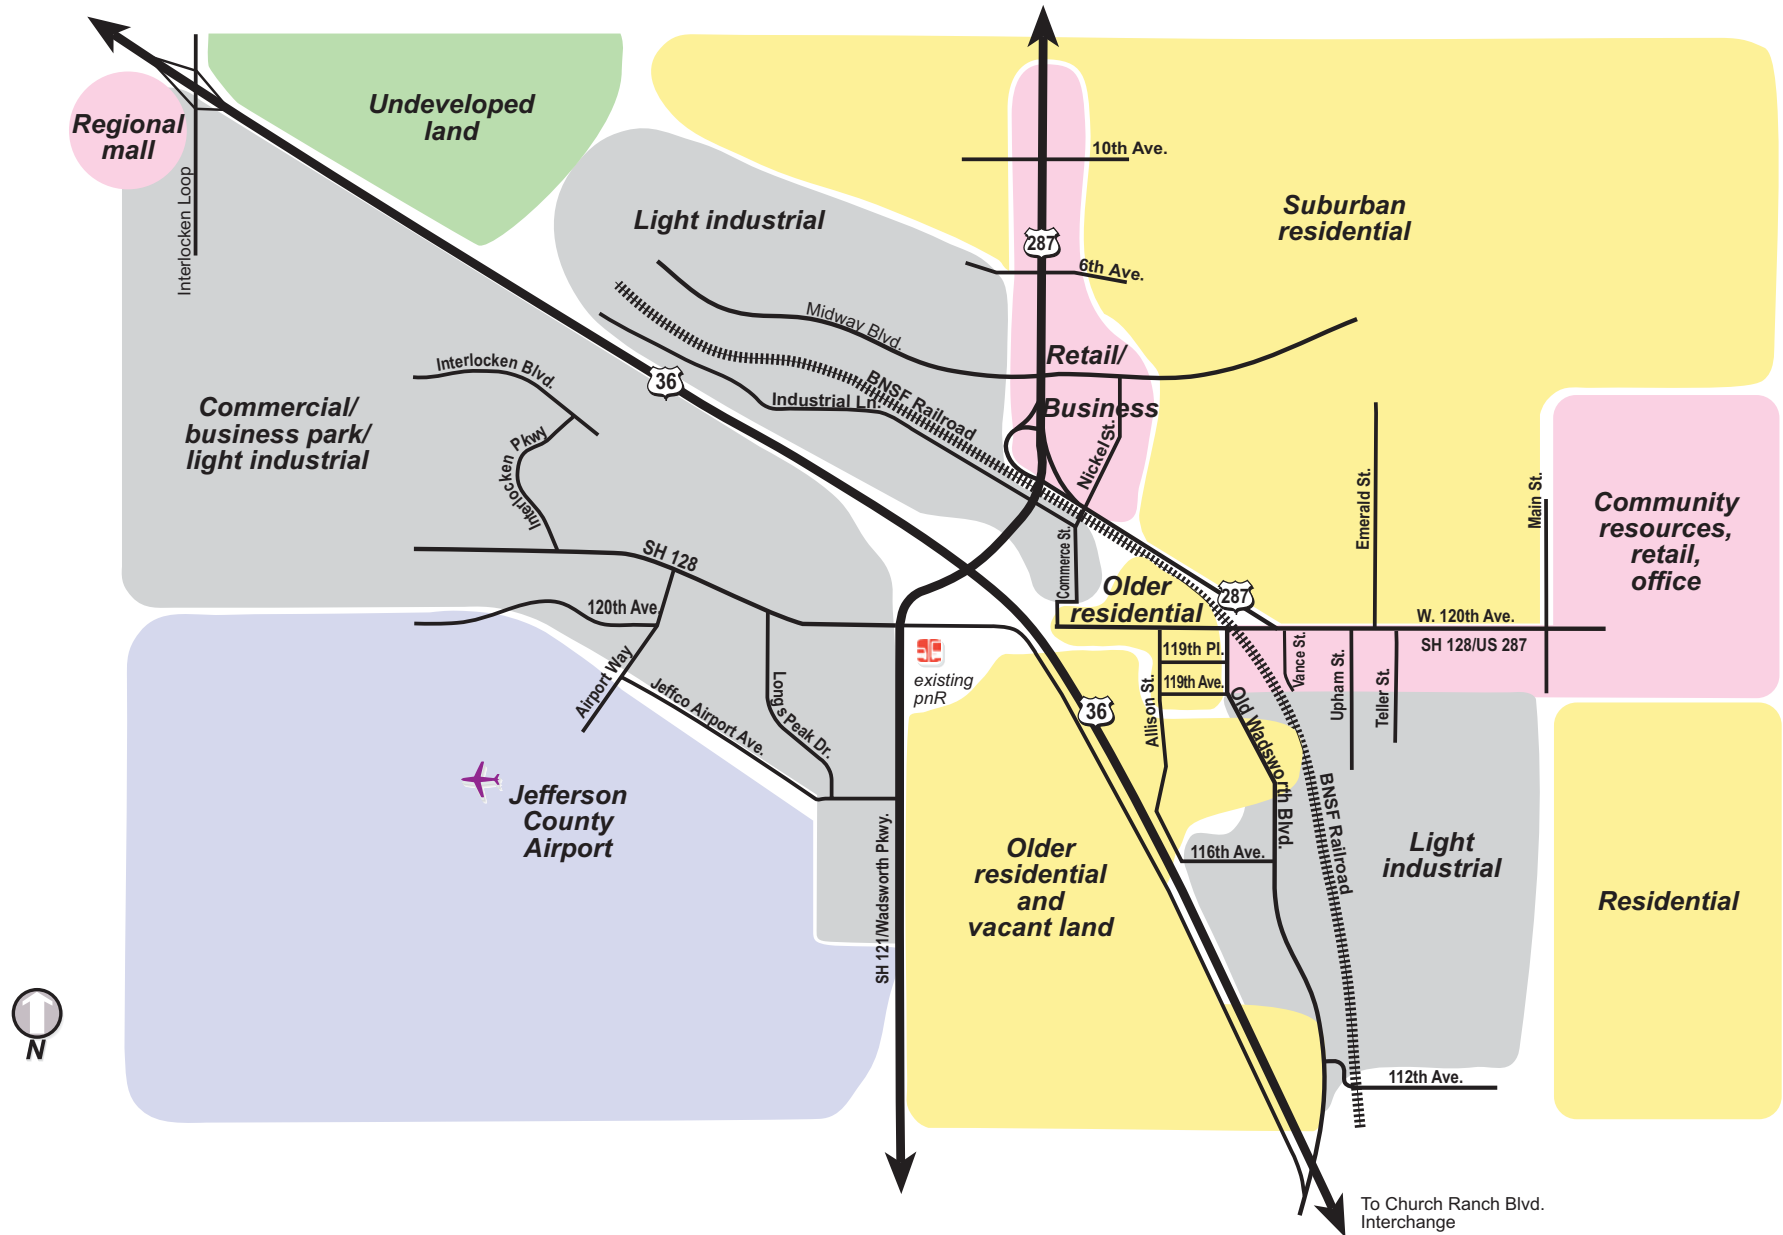 Regional
mall
Undeveloped
land
Interlocken Loop
Light industrial
10th Ave.
Suburban
residential
287
6th Ave.
Midway Blvd.
Retail/
Business
Interlocken Blvd.
36
BNSF Railroad
Industrial Ln.
Nickel St.
Commercial/
business park/
light industrial
Interlocken Pkwy
Emerald St.
Main St.
Community
resources,
retail,
office
SH 128
Commerce St.
Older
residential
287
120th Ave.
W. 120th Ave.
SH 128/US 287
existing
pnR
119th Pl.
119th Ave.
Vance St.
Upham St.
Teller St.
Allison St.
Old Wadsworth Blvd.
Airport Way
Jeffco Airport Ave.
Long's Peak Dr.
36
BNSF Railroad
Jefferson
County
Airport
SH 121/Wadsworth Pkwy.
Older
residential
and
vacant land
116th Ave.
Light
industrial
Residential
N
112th Ave.
To Church Ranch Blvd.
Interchange